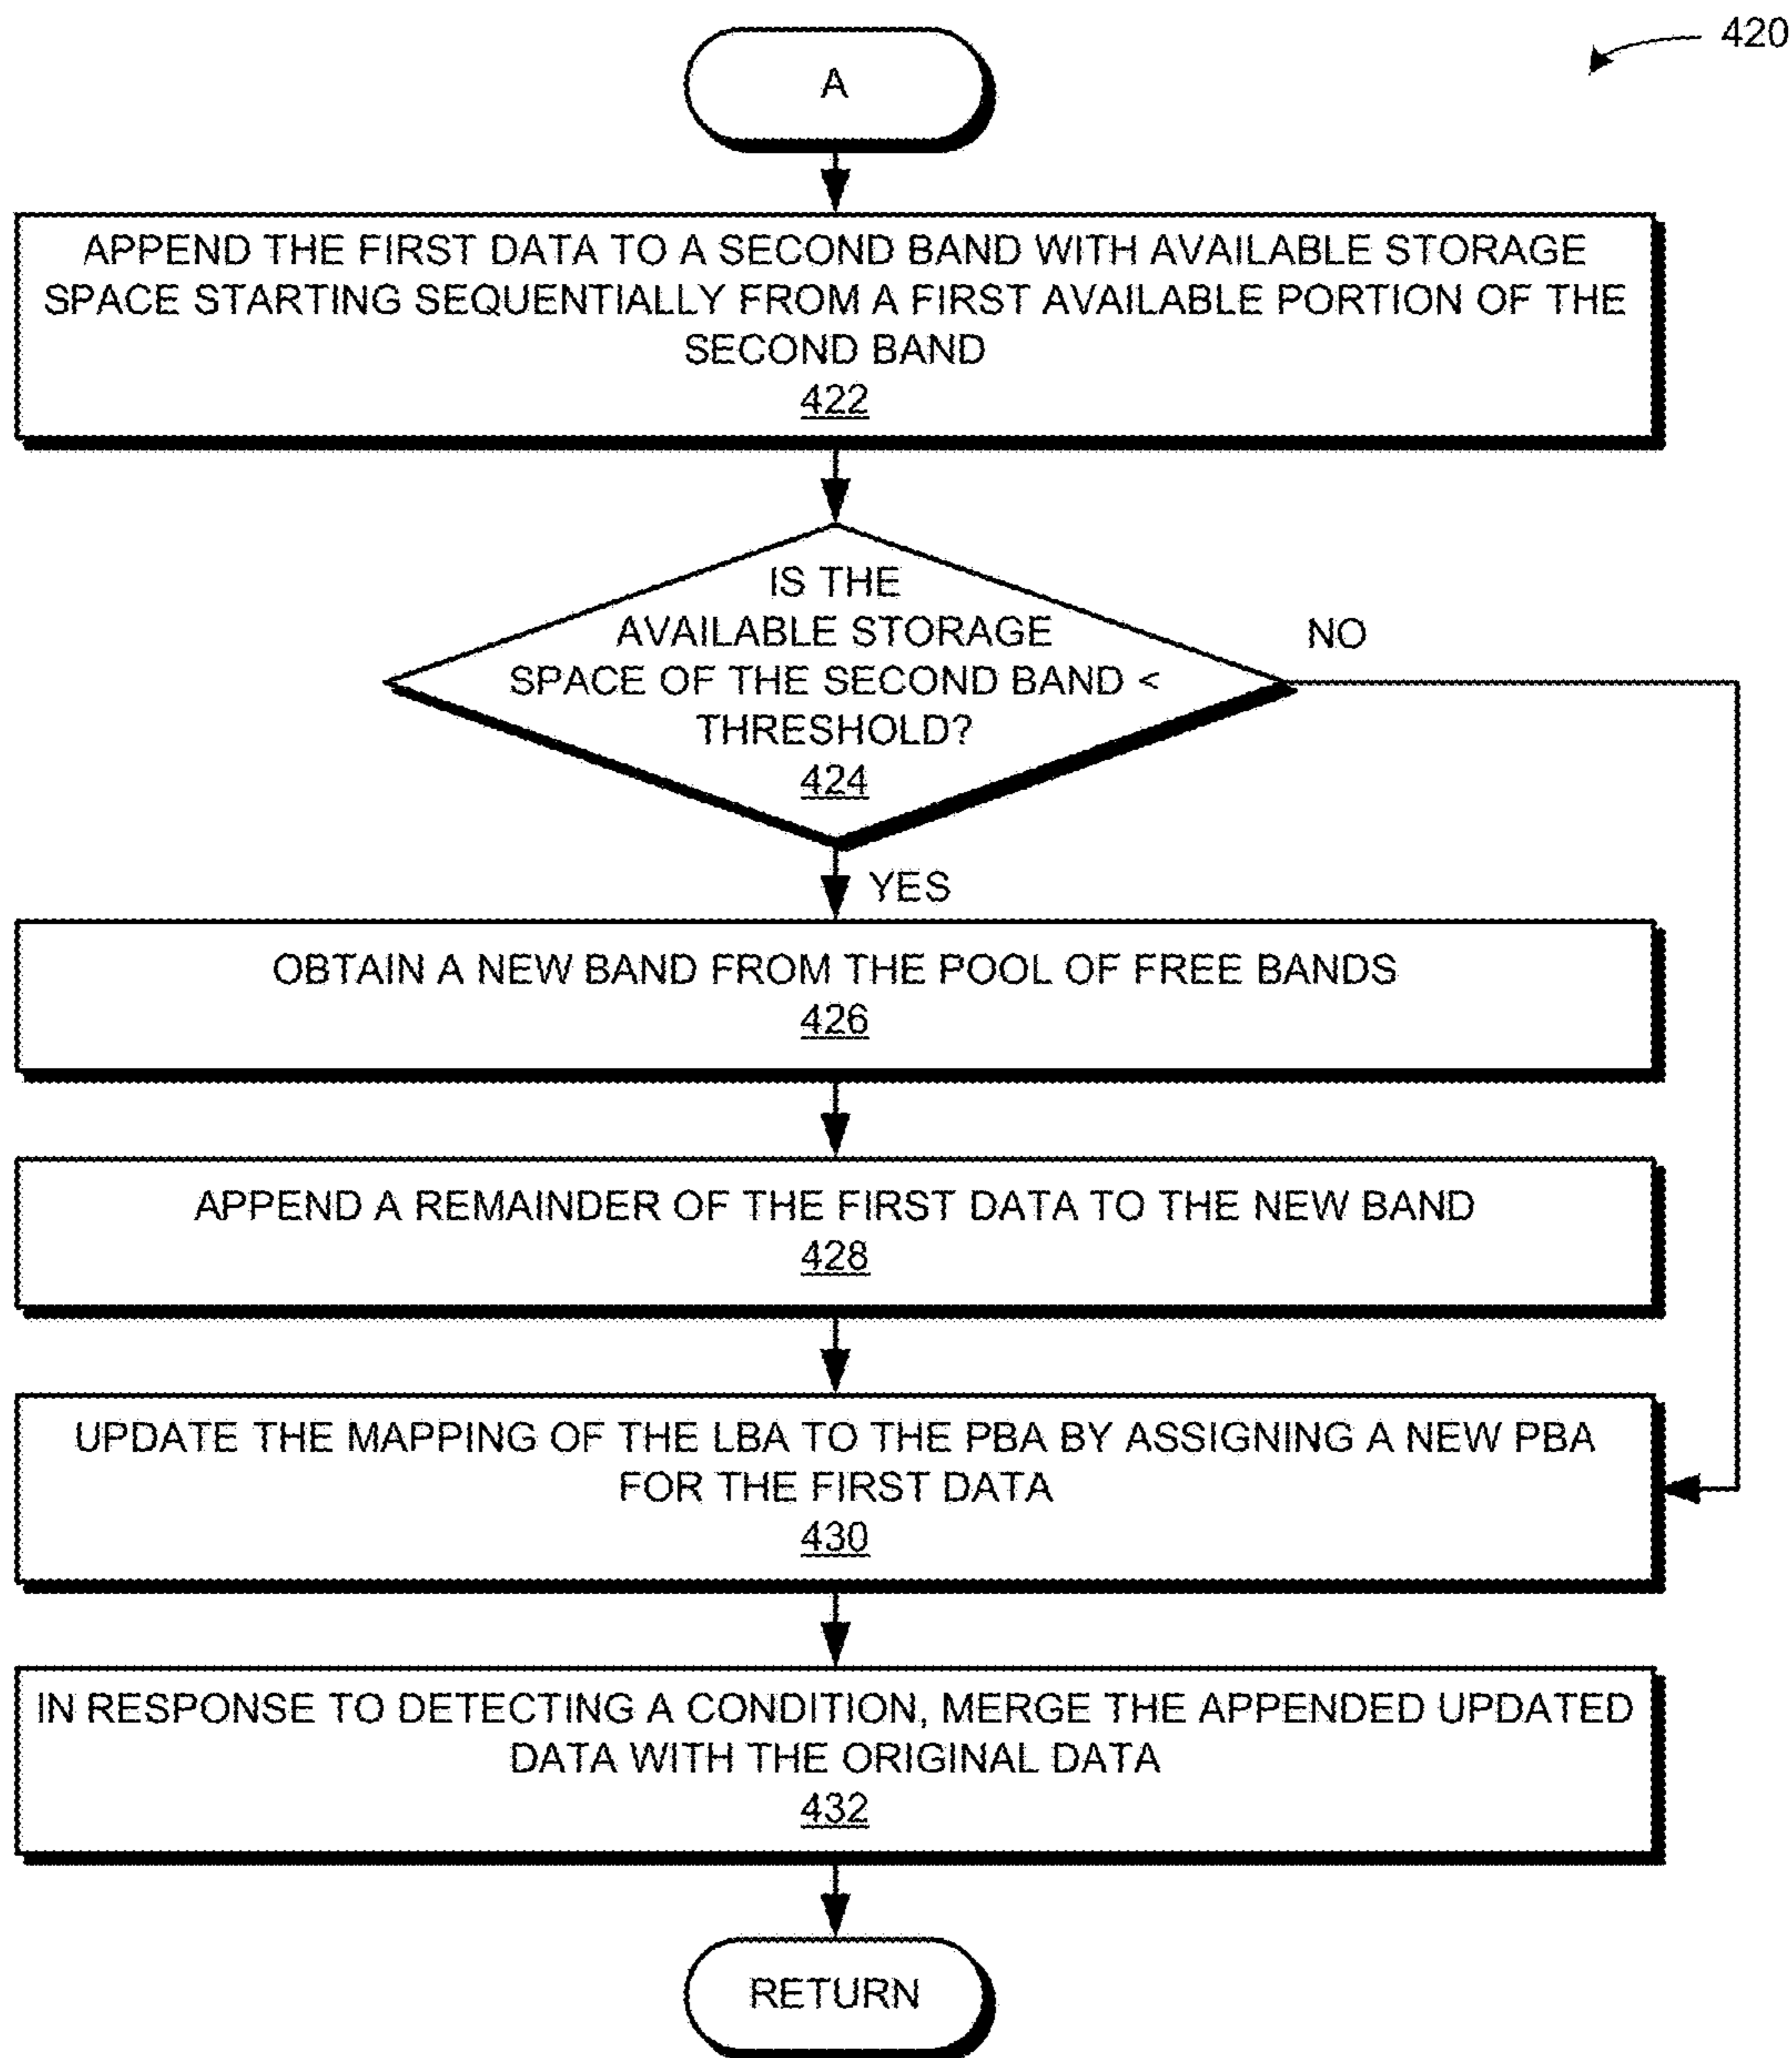 420
A
APPEND THE FIRST DATA TO A SECOND BAND WITH AVAILABLE STORAGE
SPACE STARTING SEQUENTIALLY FROM A FIRST AVAILABLE PORTION OF THE
SECOND BAND
422
IS THE
AVAILABLE STORAGE
SPACE OF THE SECOND BAND <
THRESHOLD?
424
NO
YES
OBTAIN A NEW BAND FROM THE POOL OF FREE BANDS
426
APPEND A REMAINDER OF THE FIRST DATA TO THE NEW BAND
428
UPDATE THE MAPPING OF THE LBA TO THE PBA BY ASSIGNING A NEW PBA
FOR THE FIRST DATA
430
IN RESPONSE TO DETECTING A CONDITION, MERGE THE APPENDED UPDATED
DATA WITH THE ORIGINAL DATA
432
RETURN